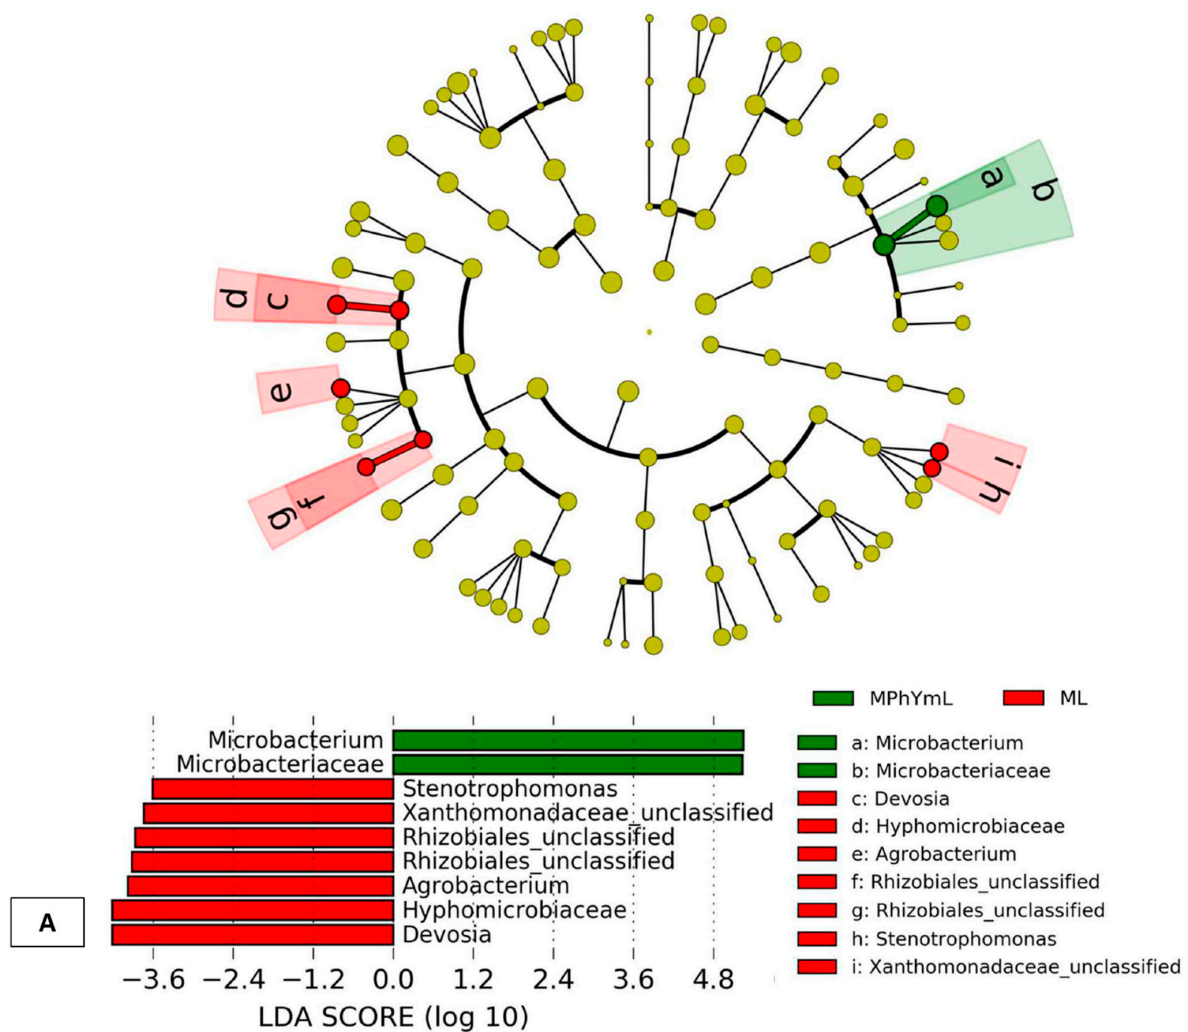 a
b
d
c
e
g
f
i
h
MPhYmL
ML
Microbacterium
Microbacteriaceae
Stenotrophomonas
Xanthomonadaceae_unclassified
Rhizobiales_unclassified
Rhizobiales_unclassified
Agrobacterium
Hyphomicrobiaceae
Devosia
A
−3.6 −2.4 −1.2 0.0 1.2 2.4 3.6 4.8
LDA SCORE (log 10)
a: Microbacterium
b: Microbacteriaceae
c: Devosia
d: Hyphomicrobiaceae
e: Agrobacterium
f: Rhizobiales_unclassified
g: Rhizobiales_unclassified
h: Stenotrophomonas
i: Xanthomonadaceae_unclassified